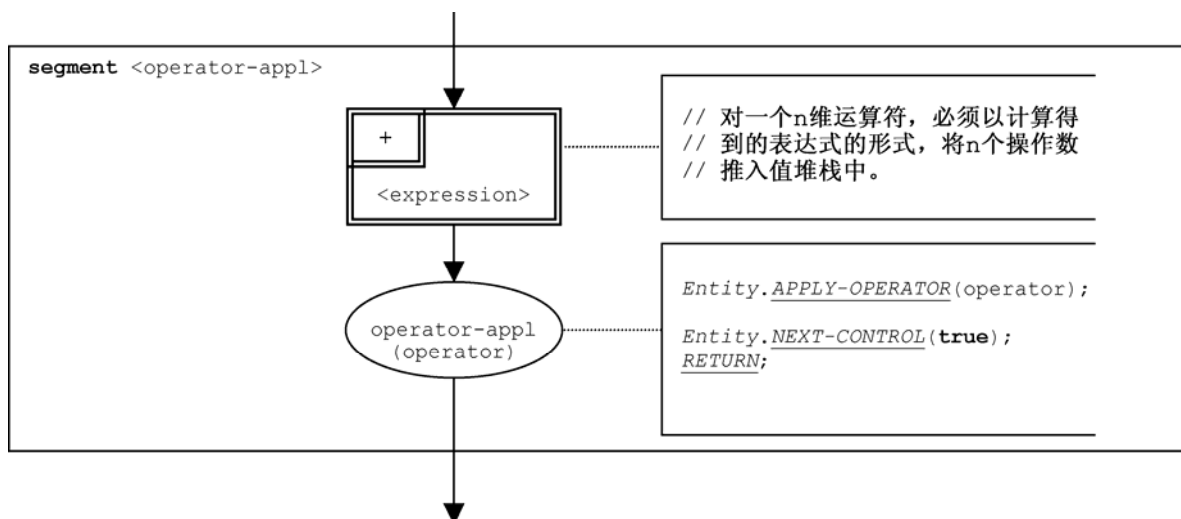 segment <operator-appl>
+
<expression>
// 对一个n维运算符，必须以计算得
// 到的表达式的形式，将n个操作数
// 推入值堆栈中。
operator-appl
(operator)
Entity.APPLY-OPERATOR(operator);
Entity.NEXT-CONTROL(true);
RETURN;